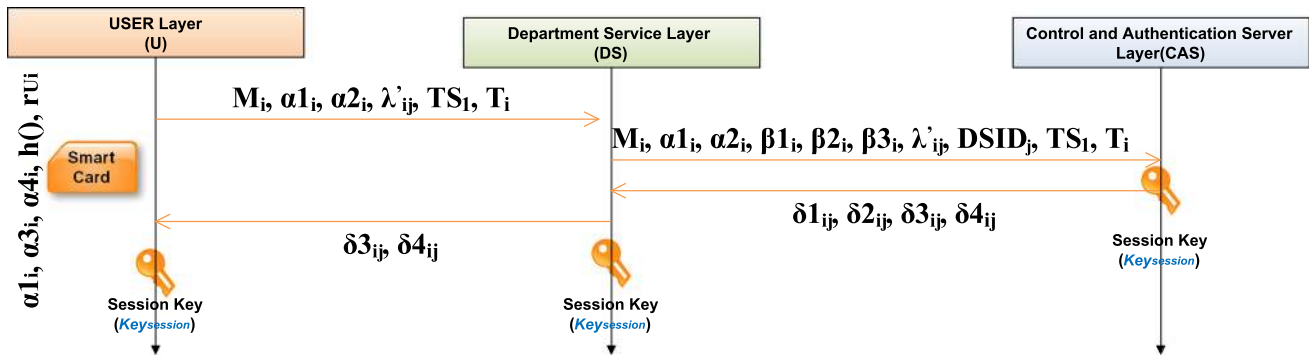 USER Layer
(U)
Department Service Layer
(DS)
Control and Authentication Server
Layer(CAS)
α1ᵢ, α3ᵢ, α4ᵢ, h(), rᵤᵢ
Smart
Card
Mᵢ, α1ᵢ, α2ᵢ, λ’ᵢⱼ, TS₁, Tᵢ
Mᵢ, α1ᵢ, α2ᵢ, β1ᵢ, β2ᵢ, β3ᵢ, λ’ᵢⱼ, DSIDⱼ, TS₁, Tᵢ
δ1ᵢⱼ, δ2ᵢⱼ, δ3ᵢⱼ, δ4ᵢⱼ
δ3ᵢⱼ, δ4ᵢⱼ
Session Key
(Keysession)
Session Key
(Keysession)
Session Key
(Keysession)